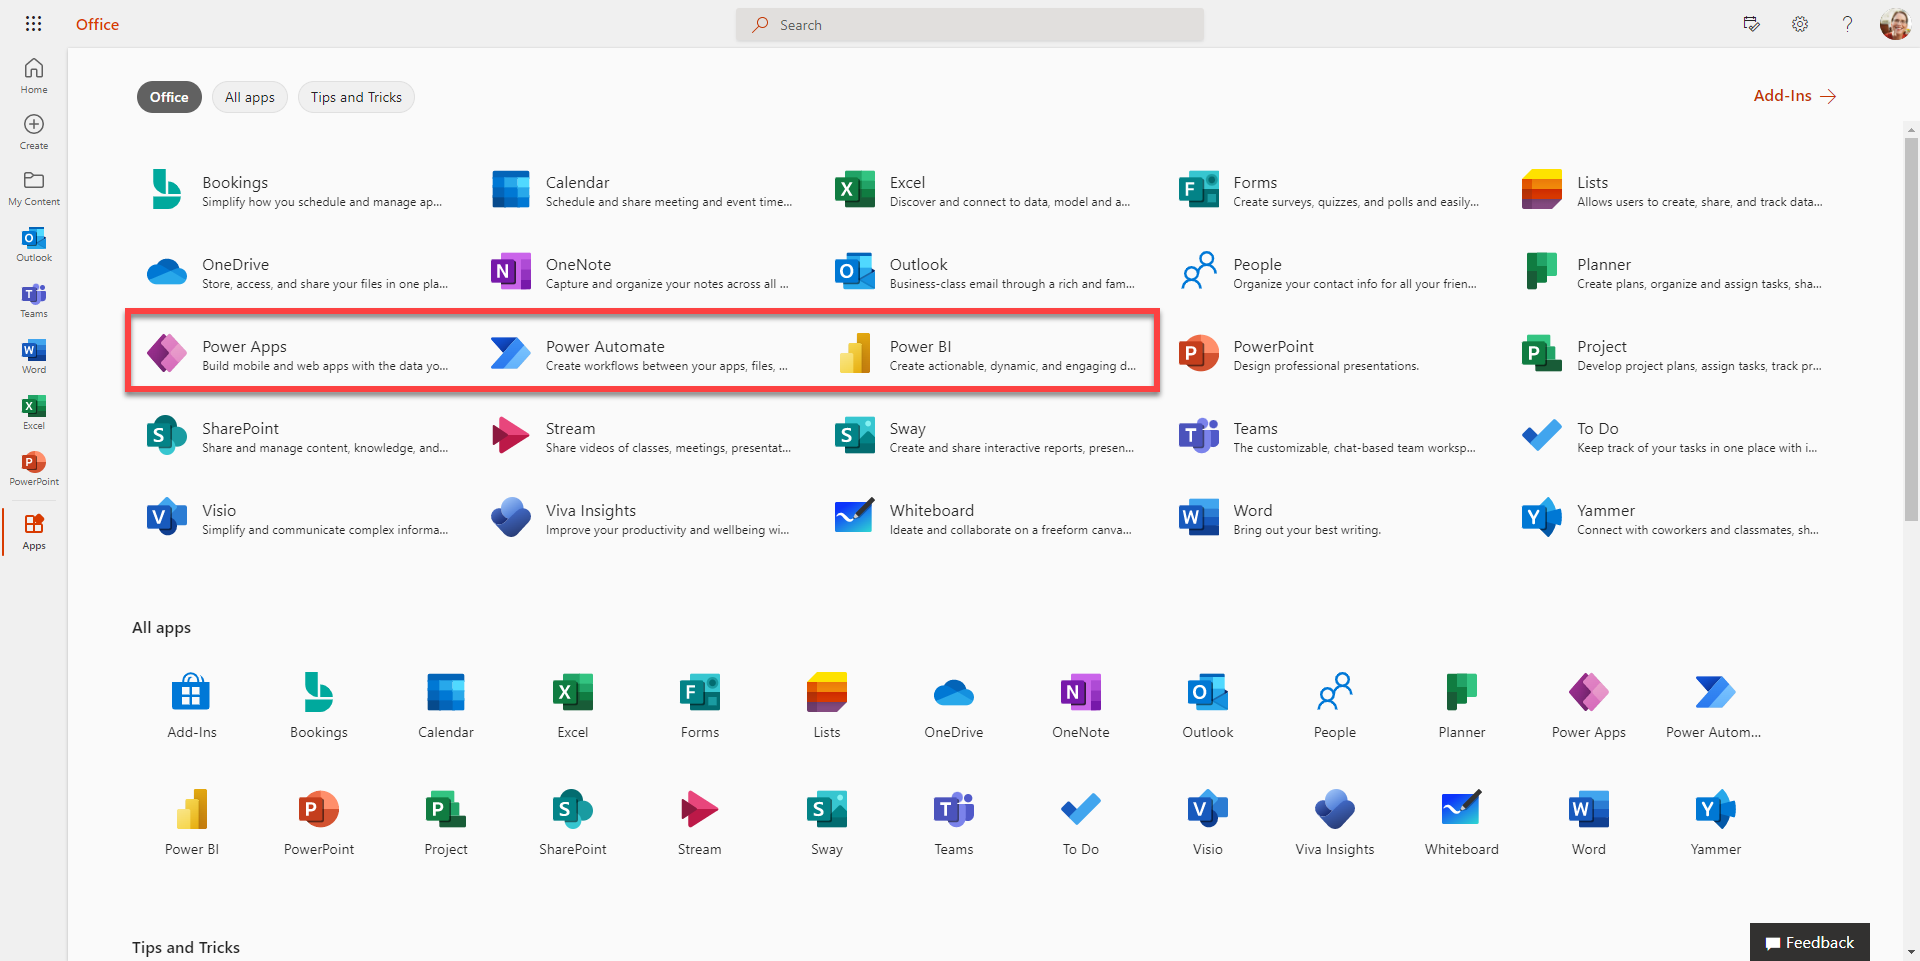 Office
Search
Home
Create
My Content
Outlook
Teams
Word
Excel
PowerPoint
Apps
Office
All apps
Tips and Tricks
Add-Ins
Bookings
Simplify how you schedule and manage ap...
Calendar
Schedule and share meeting and event time...
Excel
Discover and connect to data, model and a...
Forms
Create surveys, quizzes, and polls and easily...
Lists
Allows users to create, share, and track data...
OneDrive
Store, access, and share your files in one pla...
OneNote
Capture and organize your notes across all ...
Outlook
Business-class email through a rich and fam...
People
Organize your contact info for all your frien...
Planner
Create plans, organize and assign tasks, sha...
Power Apps
Build mobile and web apps with the data yo...
Power Automate
Create workflows between your apps, files, ...
Power BI
Create actionable, dynamic, and engaging d...
PowerPoint
Design professional presentations.
Project
Develop project plans, assign tasks, track pr...
SharePoint
Share and manage content, knowledge, and...
Stream
Share videos of classes, meetings, presentat...
Sway
Create and share interactive reports, presen...
Teams
The customizable, chat-based team worksp...
To Do
Keep track of your tasks in one place with i...
Visio
Simplify and communicate complex informa...
Viva Insights
Improve your productivity and wellbeing wi...
Whiteboard
Ideate and collaborate on a freeform canva...
Word
Bring out your best writing.
Yammer
Connect with coworkers and classmates, sh...
All apps
Add-Ins
Bookings
Calendar
Excel
Forms
Lists
OneDrive
OneNote
Outlook
People
Planner
Power Apps
Power Autom...
Power BI
PowerPoint
Project
SharePoint
Stream
Sway
Teams
To Do
Visio
Viva Insights
Whiteboard
Word
Yammer
Tips and Tricks
Feedback